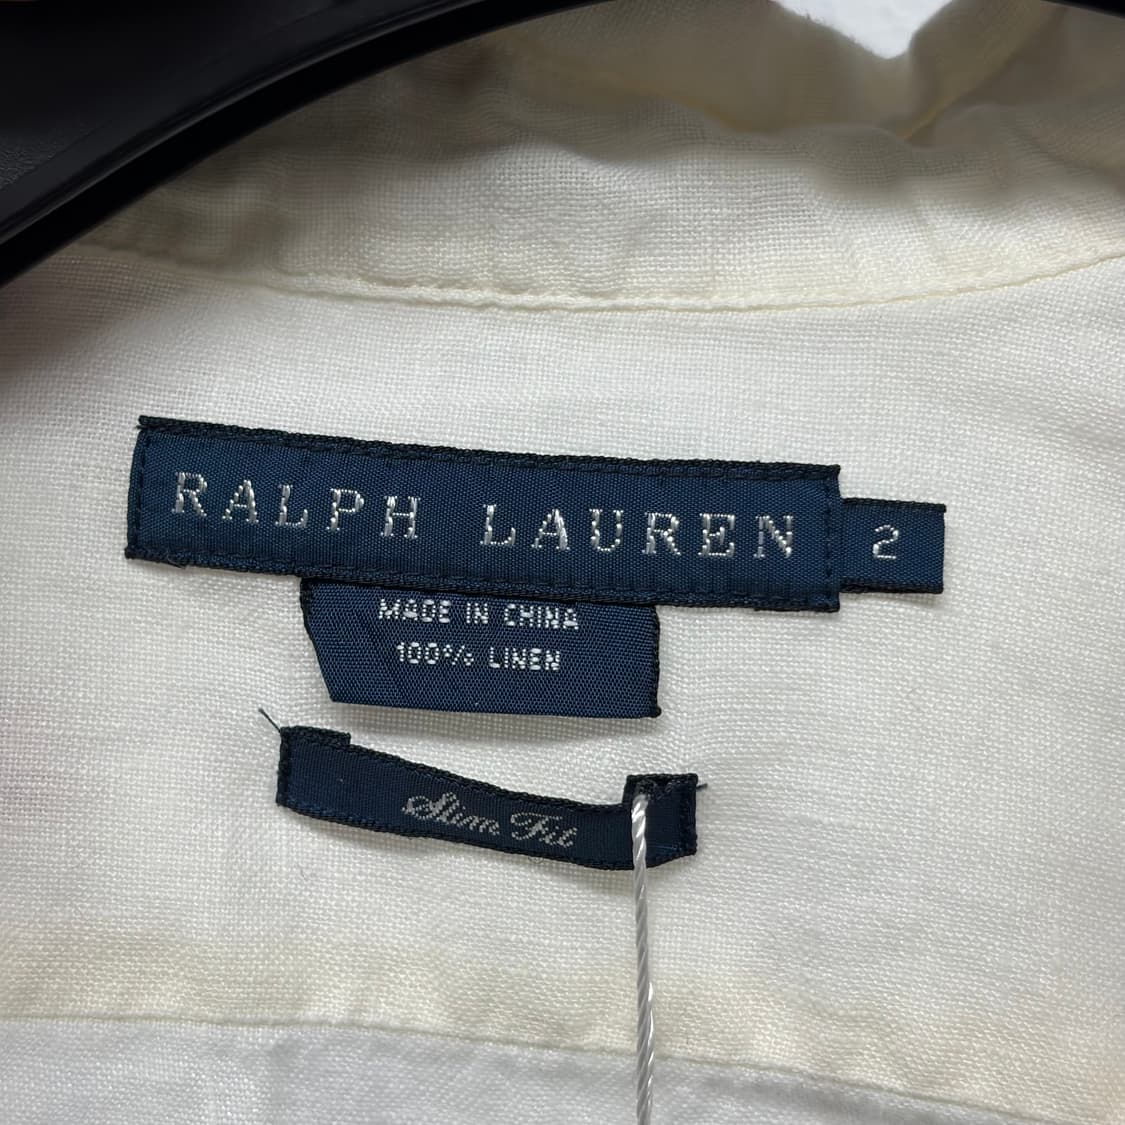 RALPH LAUREN
2
MADE IN CHINA
100% LINEN
Slim Fit